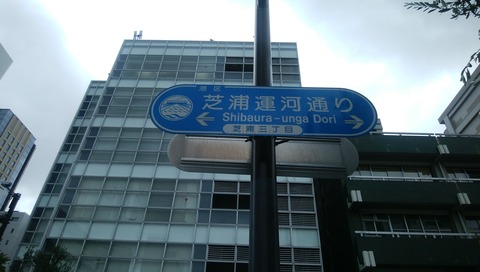 港区
芝浦運河通り
Shibaura-unga Dori
芝浦三丁目